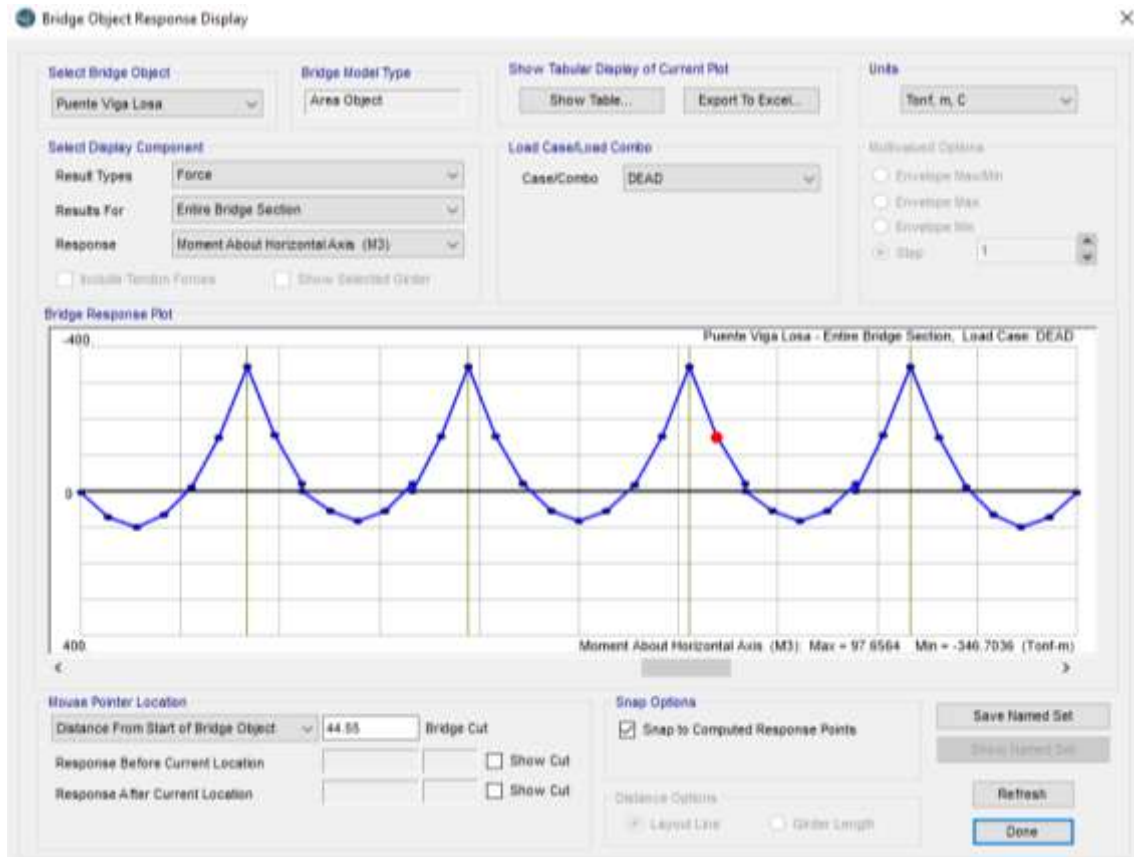 Bridge Object Response Display
Select Bridge Object
Puente Viga Losa
Bridge Model Type
Area Object
Show Tabular Display of Current Plot
Show Table...
Export To Excel...
Units
Tonf, m, C
Select Display Component
Result Types
Force
Results For
Entire Bridge Section
Response
Moment About Horizontal Axis (M3)
Include Tendon Forces
Show Selected Girder
Load Case/Load Combo
Case/Combo
DEAD
Multivalued Options
Envelope Max/Min
Envelope Max
Envelope Min
Step
1
Bridge Response Plot
-400.
Puente Viga Losa - Entire Bridge Section, Load Case: DEAD
0
400.
Moment About Horizontal Axis (M3) Max = 97.6564 Min = -346.7036 (Tonf-m)
Mouse Pointer Location
Distance From Start of Bridge Object
44.55
Bridge Cut
Response Before Current Location
Show Cut
Response After Current Location
Show Cut
Snap Options
Snap to Computed Response Points
Distance Options
Layout Line
Girder Length
Save Named Set
Show Named Set
Refresh
Done